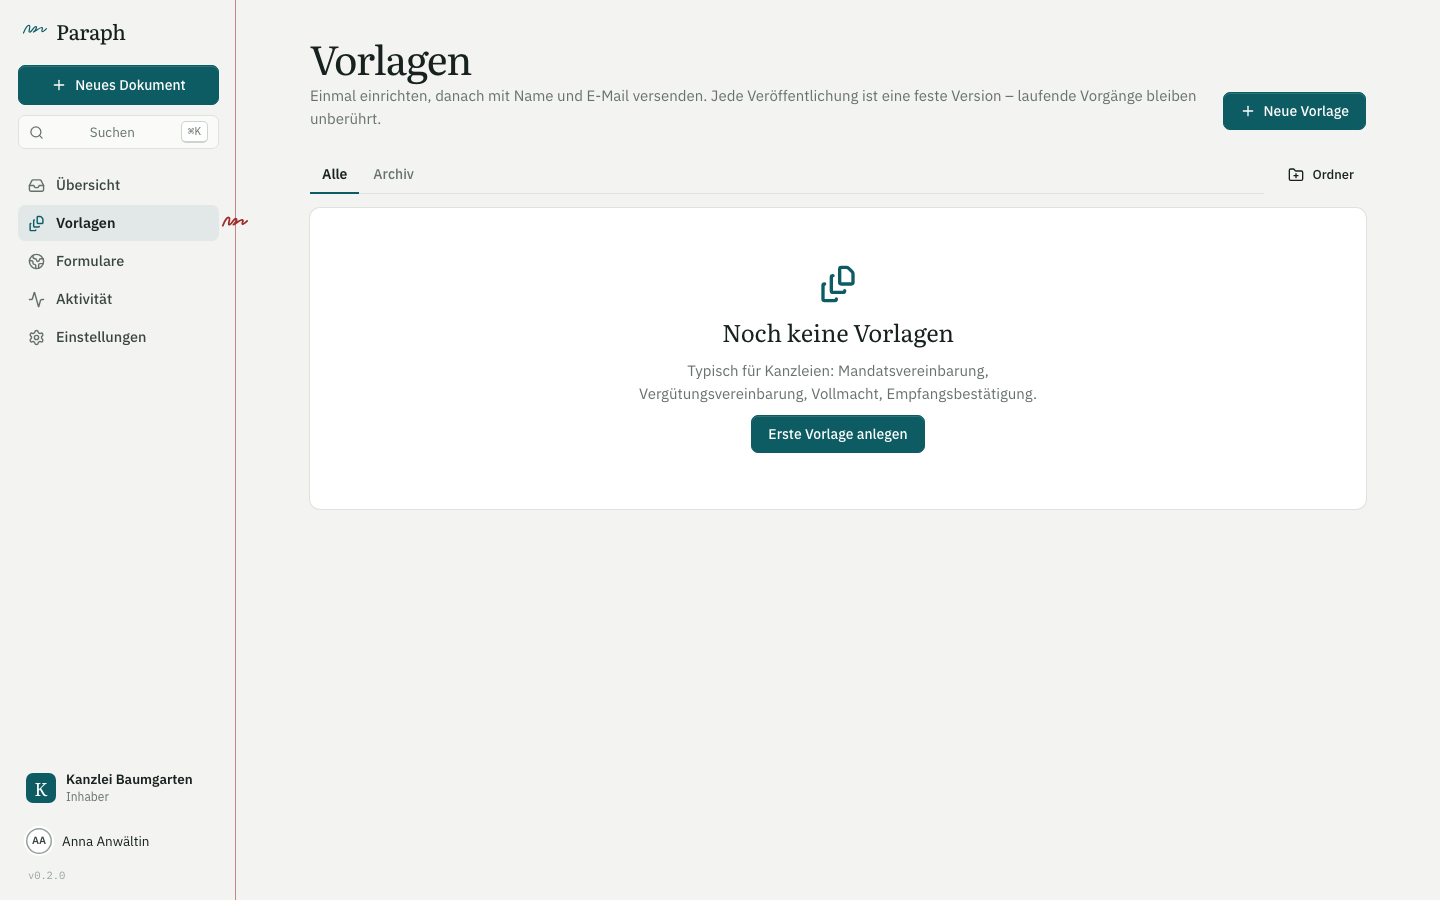 Paraph
Neues Dokument
Suchen ⌘K
Übersicht
Vorlagen
Formulare
Aktivität
Einstellungen
Kanzlei Baumgarten
Inhaber
AA Anna Anwältin
v0.2.0
Vorlagen
Einmal einrichten, danach mit Name und E-Mail versenden. Jede Veröffentlichung ist eine feste Version – laufende Vorgänge bleiben
unberührt.
Neue Vorlage
Alle Archiv
Ordner
Noch keine Vorlagen
Typisch für Kanzleien: Mandatsvereinbarung,
Vergütungsvereinbarung, Vollmacht, Empfangsbestätigung.
Erste Vorlage anlegen
K